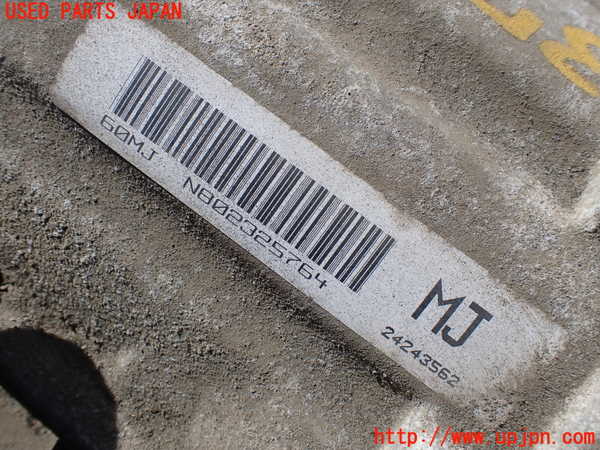 USED PARTS JAPAN
60MJ N802325764
MJ
24243562
http://www.upjpn.com/